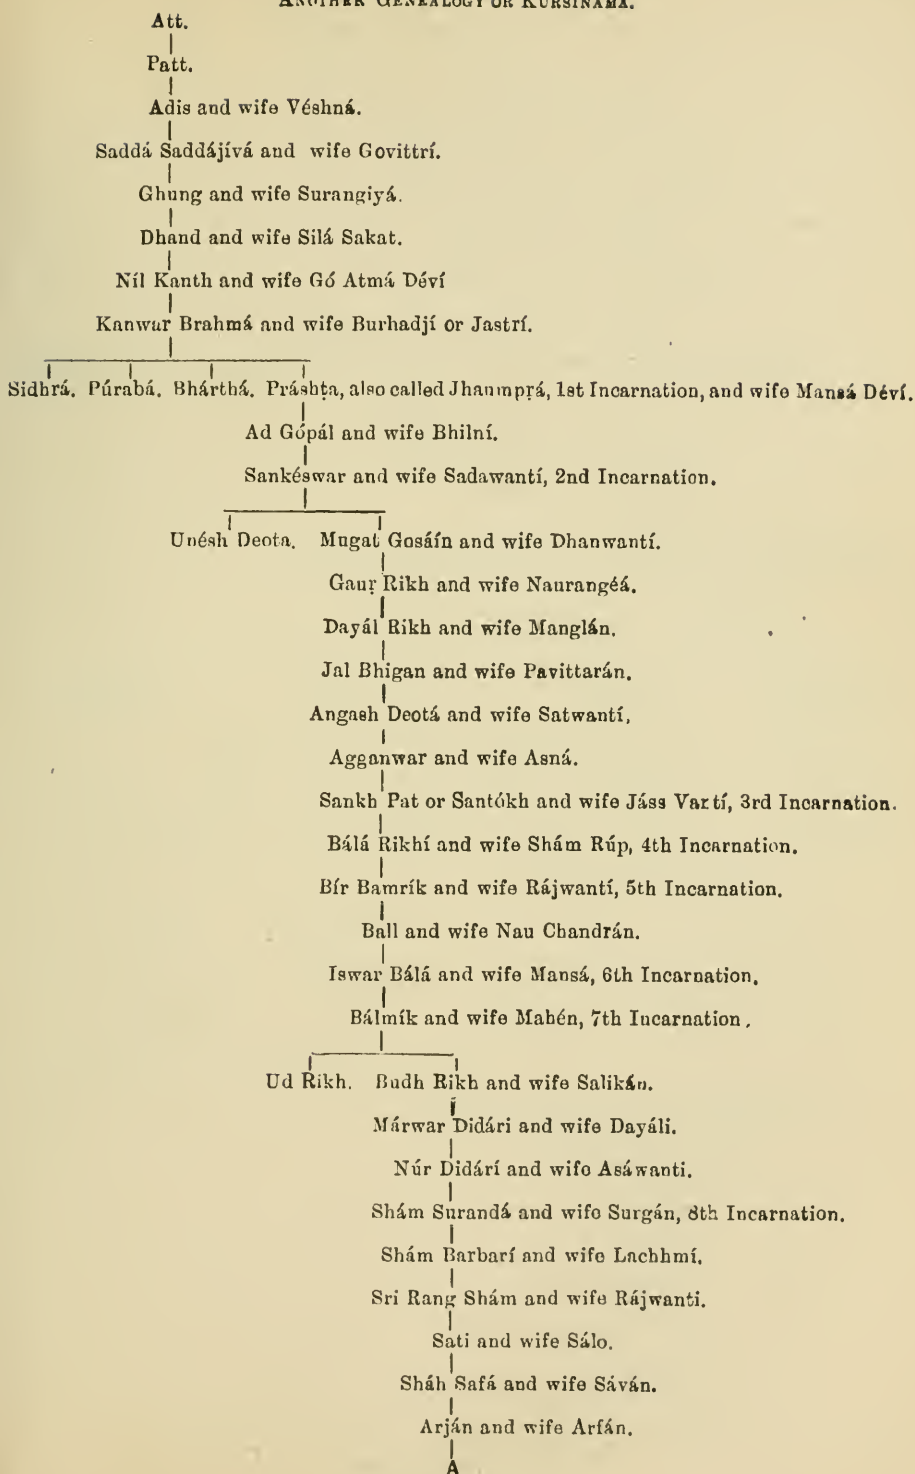 ANOTHER GENEALOGY OR KURSINAMA.
Att.
Patt.
Adis and wife Véshná.
Saddá Saddájívá and wife Govittrí.
Ghung and wife Surangiyá.
Dhand and wife Silá Sakat.
Níl Kanth and wife Gó Atmá Déví
Kanwar Brahmá and wife Burhadjí or Jastrí.
Sidhrá. Púrabá. Bhárthá. Práshṭa, also called Jhanmpṛá, 1st Incarnation, and wife Mansá Déví.
Ad Gópál and wife Bhilní.
Sankéswar and wife Sadawantí, 2nd Incarnation.
Unésh Deota. Mugat Gosáín and wife Dhanwantí.
Gauṛ Rikh and wife Naurangéá.
Dayál Rikh and wife Manglán.
Jal Bhigan and wife Pavittarán.
Angash Deotá and wife Satwantí,
Agganwar and wife Asná.
Sankh Pat or Santókh and wife Jáss Vartí, 3rd Incarnation.
Bálá Rikhí and wife Shám Rúp, 4th Incarnation.
Bír Bamrík and wife Rájwantí, 5th Incarnation.
Ball and wife Nau Chandrán.
Iswar Bálá and wife Mansá, 6th Incarnation.
Bálmík and wife Mahén, 7th Incarnation.
Ud Rikh. Budh Rikh and wife Salikán.
Márwar Didári and wife Dayáli.
Núr Didárí and wife Asáwanti.
Shám Surandá and wife Surgán, 8th Incarnation.
Shám Barbarí and wife Lachhmí.
Sri Rang Shám and wife Rájwanti.
Sati and wife Sálo.
Sháh Safá and wife Sáván.
Arján and wife Arfán.
A